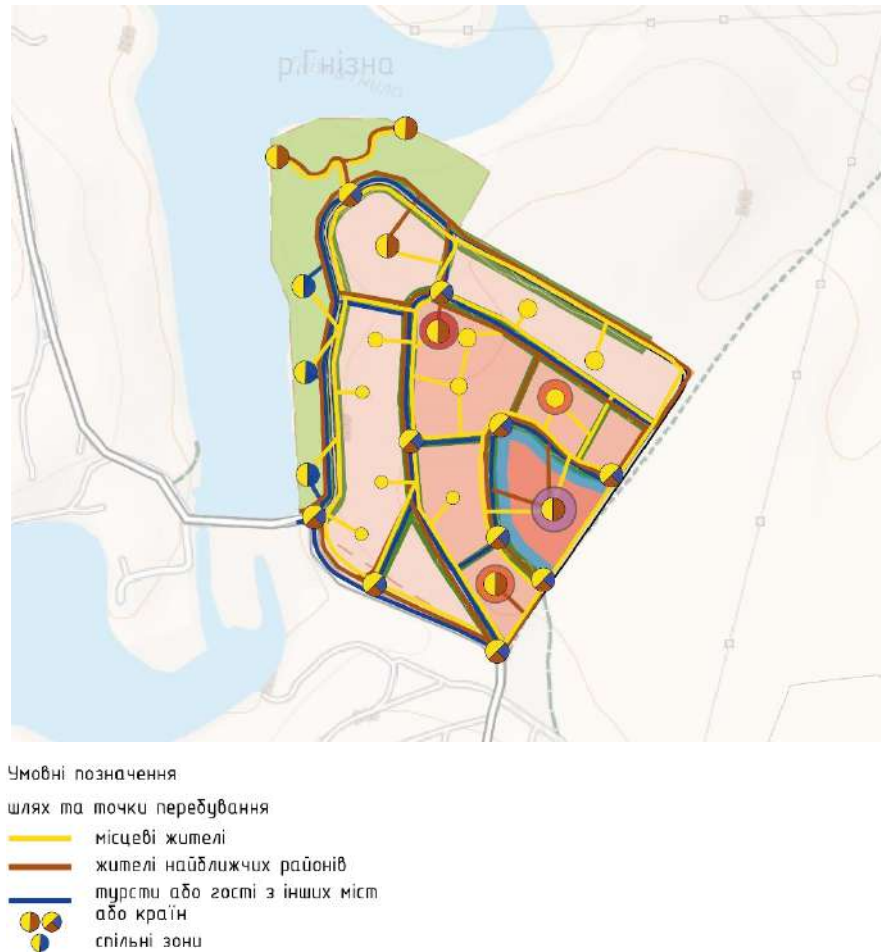 р.Гнізна
Умовні позначення
шлях та точки перебування
місцеві жителі
жителі найближчих районів
турсти або гості з інших міст
або країн
спільні зони